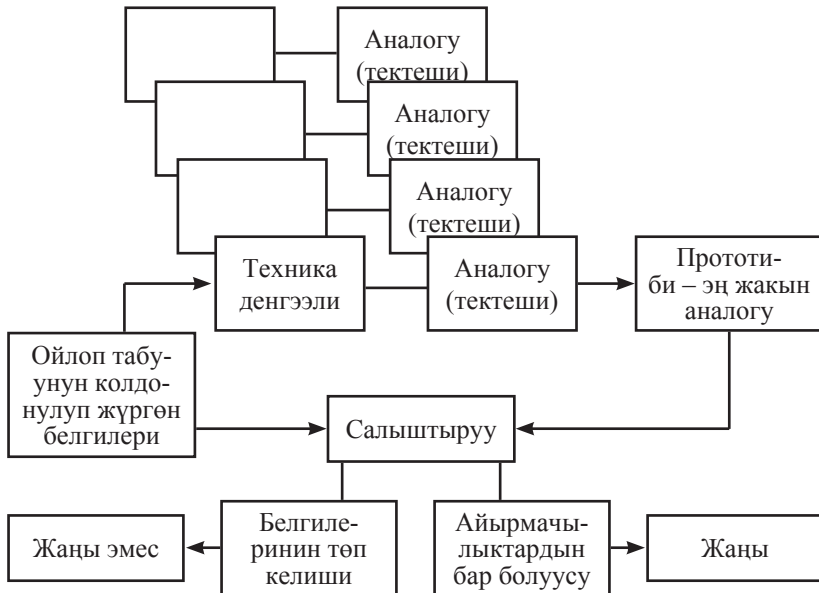 Аналогу
(тектеши)
Аналогу
(тектеши)
Аналогу
(тектеши)
Техника
денгээли
Аналогу
(тектеши)
Прототи-
би – эң жакын
аналогу
Ойлоп табу-
унун колдо-
нулуп жүргөн
белгилери
Салыштыруу
Жаңы эмес
Белгиле-
ринин төп
келиши
Айырмачы-
лыктардын
бар болуусу
Жаңы